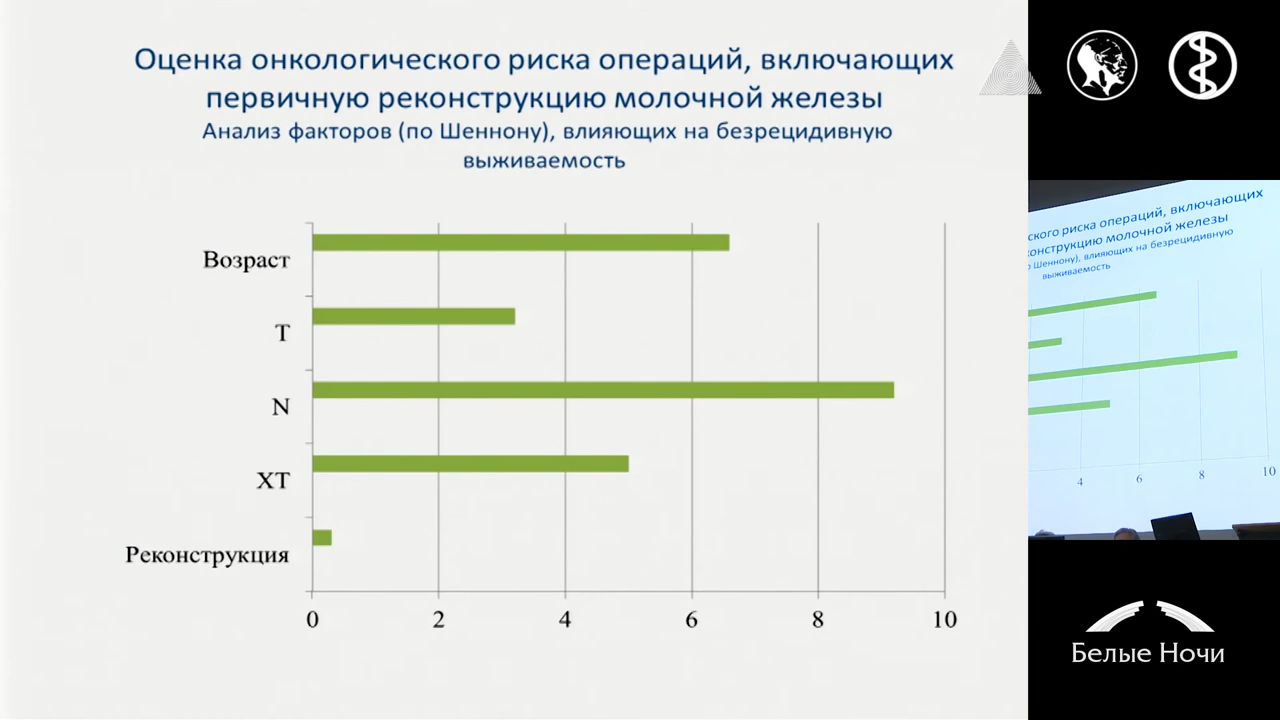 Оценка онкологического риска операций, включающих
первичную реконструкцию молочной железы
Анализ факторов (по Шеннону), влияющих на безрецидивную
выживаемость
Возраст
T
N
ХТ
Реконструкция
0 2 4 6 8 10
ского риска операций, включающих
конструкцию молочной железы
о Шеннону), влияющих на безрецидивную
выживаемость
4 6 8 10
Белые Ночи